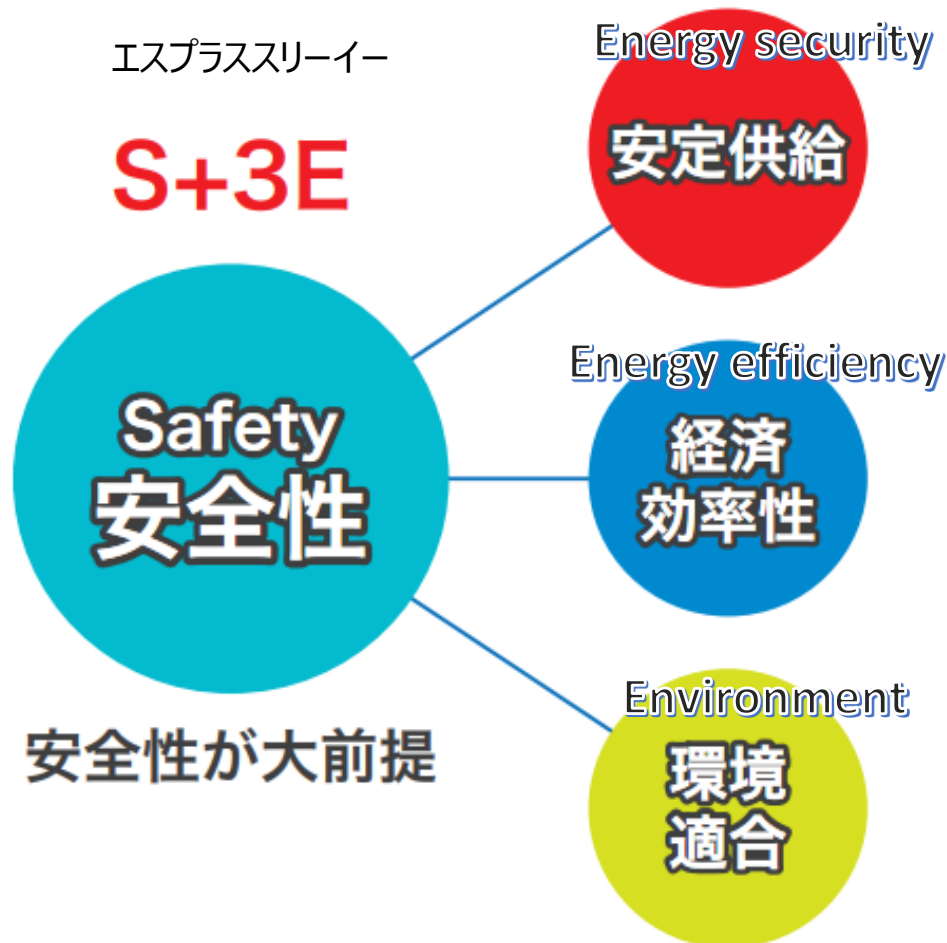 エスプラススリーイー
S+3E
Safety
安全性
安全性が大前提
Energy security
安定供給
Energy efficiency
経済
効率性
Environment
環境
適合